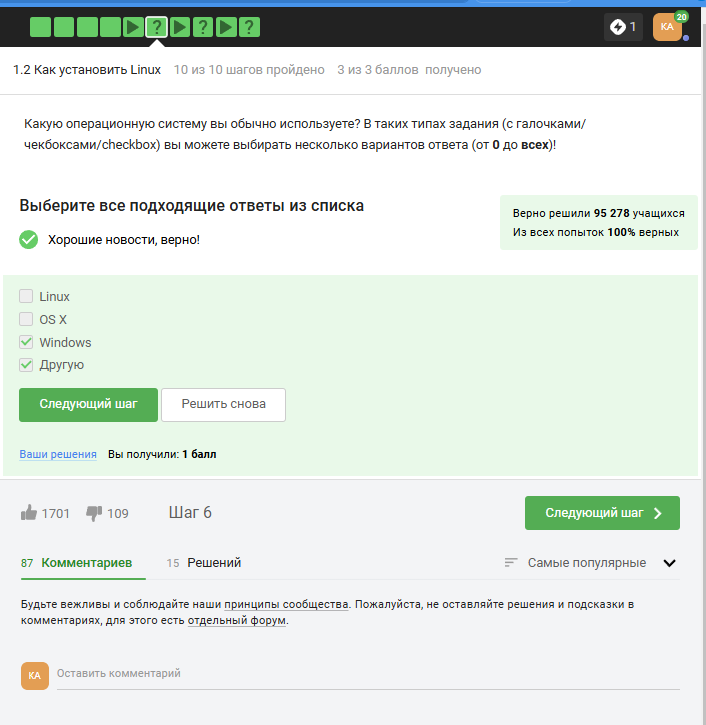 ?
?
?
1
КА
20
1.2 Как установить Linux 10 из 10 шагов пройдено 3 из 3 баллов получено
Какую операционную систему вы обычно используете? В таких типах задания (с галочками/
чекбоксами/checkbox) вы можете выбирать несколько вариантов ответа (от 0 до всех)!
Выберите все подходящие ответы из списка
Верно решили 95 278 учащихся
Из всех попыток 100% верных
Хорошие новости, верно!
Linux
OS X
Windows
Другую
Следующий шаг Решить снова
Ваши решения Вы получили: 1 балл
1701 109 Шаг 6 Следующий шаг
87 Комментариев 15 Решений Самые популярные
Будьте вежливы и соблюдайте наши принципы сообщества. Пожалуйста, не оставляйте решения и подсказки в
комментариях, для этого есть отдельный форум.
КА Оставить комментарий